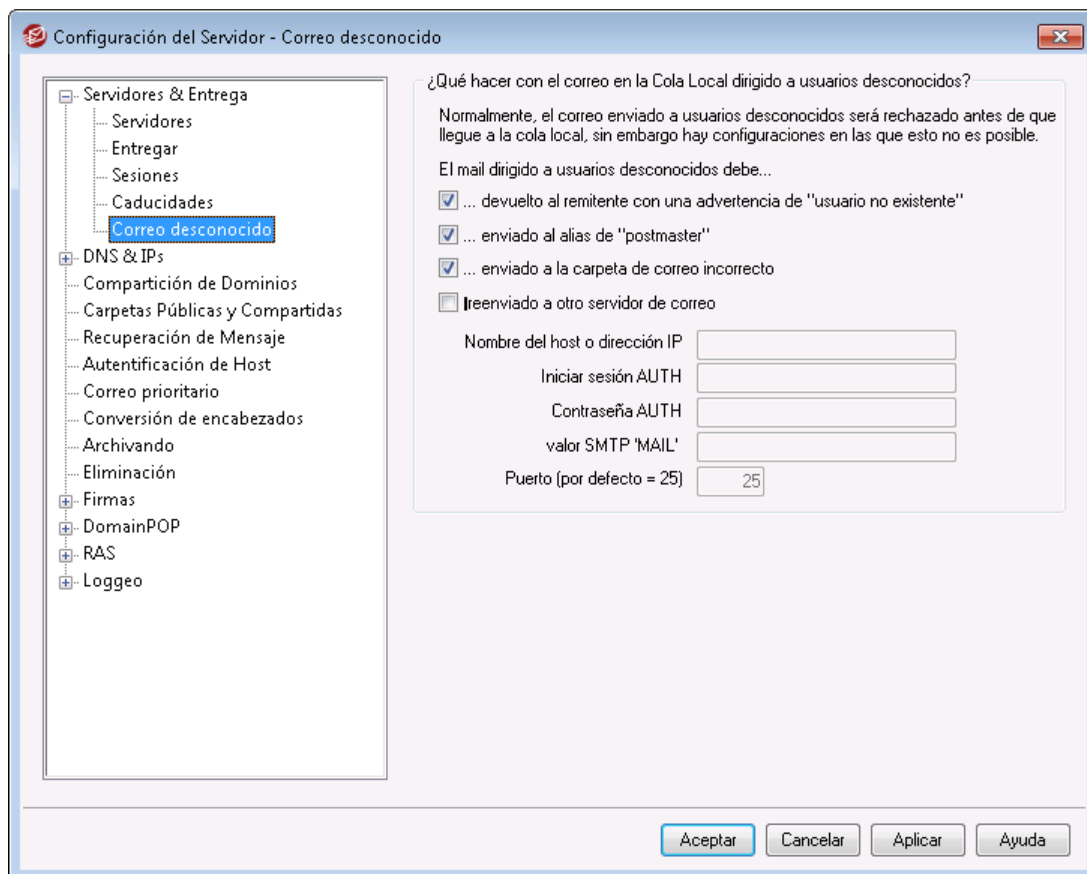 Configuración del Servidor - Correo desconocido
Servidores & Entrega
Servidores
Entregar
Sesiones
Caducidades
Correo desconocido
DNS & IPs
Compartición de Dominios
Carpetas Públicas y Compartidas
Recuperación de Mensaje
Autentificación de Host
Correo prioritario
Conversión de encabezados
Archivando
Eliminación
Firmas
DomainPOP
RAS
Loggeo
¿Qué hacer con el correo en la Cola Local dirigido a usuarios desconocidos?
Normalmente, el correo enviado a usuarios desconocidos será rechazado antes de que
llegue a la cola local, sin embargo hay configuraciones en las que esto no es posible.
El mail dirigido a usuarios desconocidos debe...
... devuelto al remitente con una advertencia de "usuario no existente"
... enviado al alias de "postmaster"
... enviado a la carpeta de correo incorrecto
reenviado a otro servidor de correo
Nombre del host o dirección IP
Iniciar sesión AUTH
Contraseña AUTH
valor SMTP 'MAIL'
Puerto (por defecto = 25) 25
Aceptar Cancelar Aplicar Ayuda